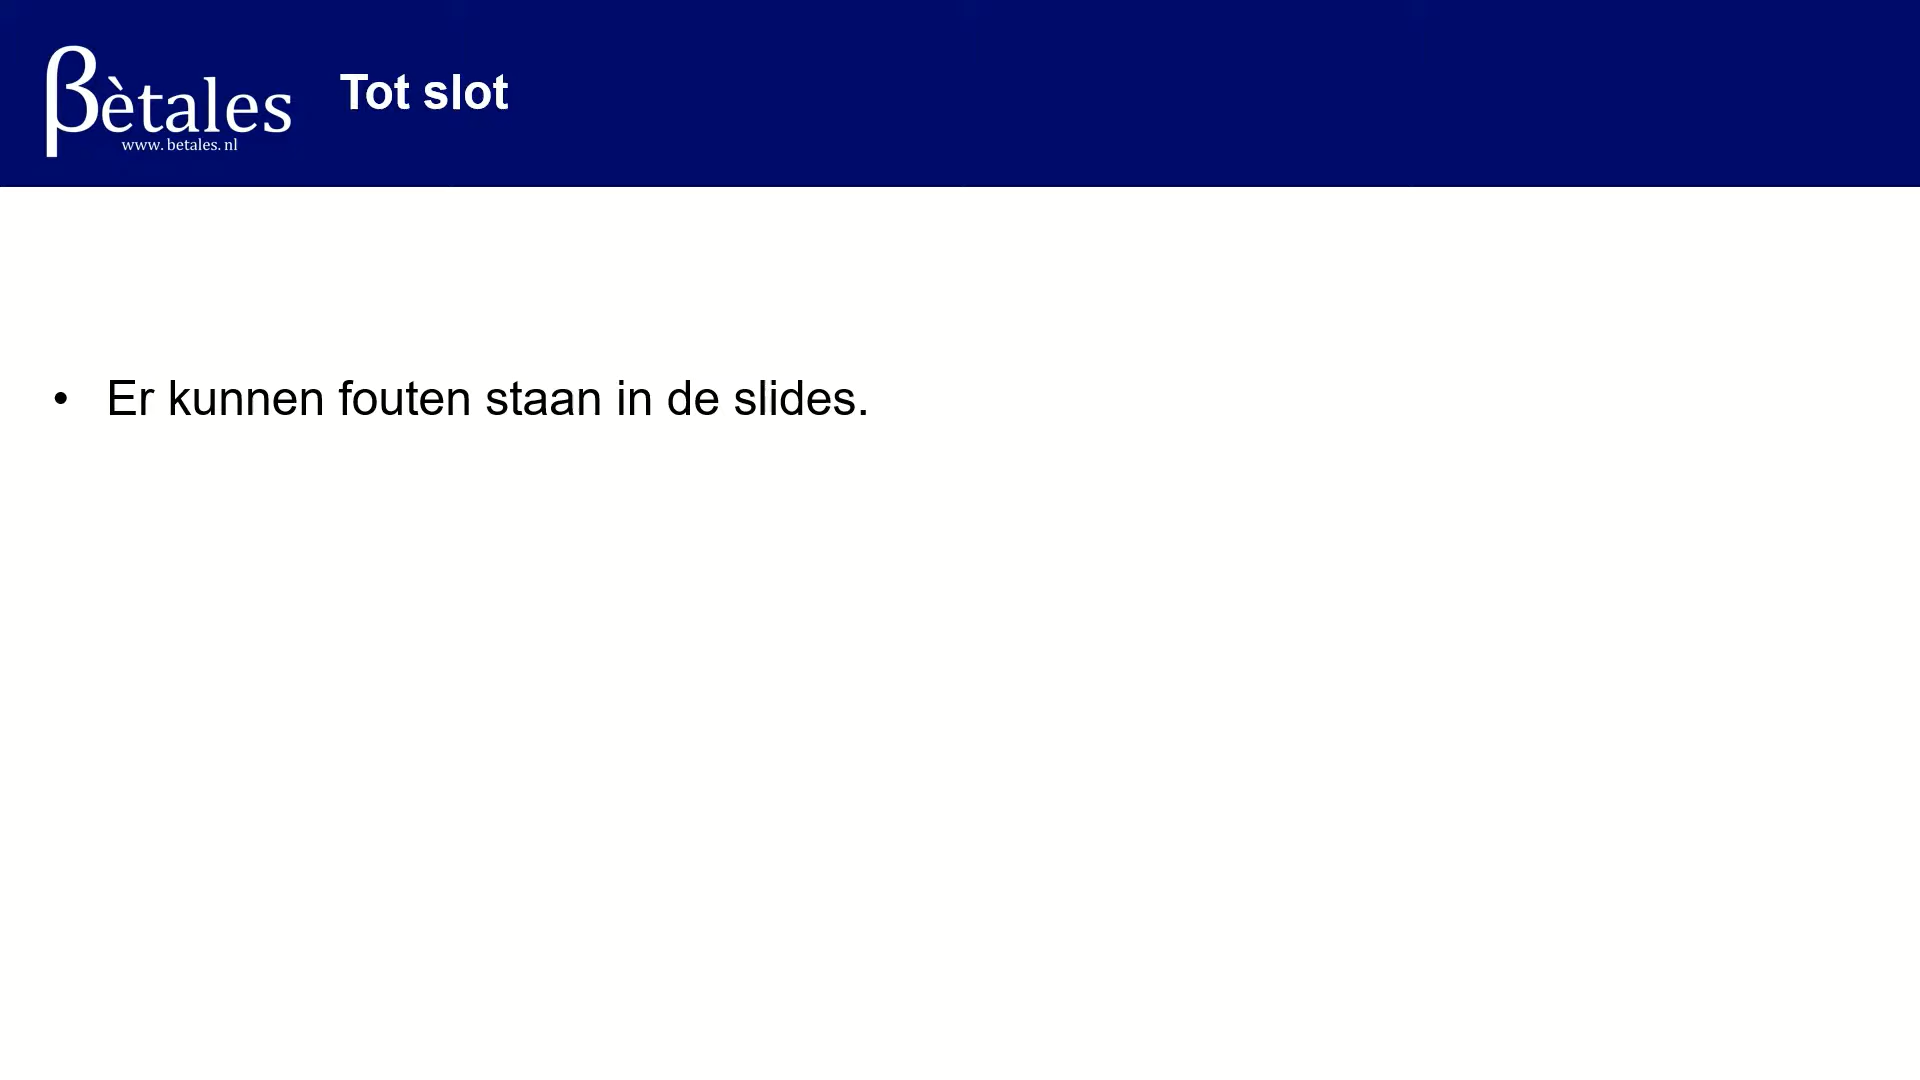 βètales
www.betales.nl
Tot slot
• Er kunnen fouten staan in de slides.